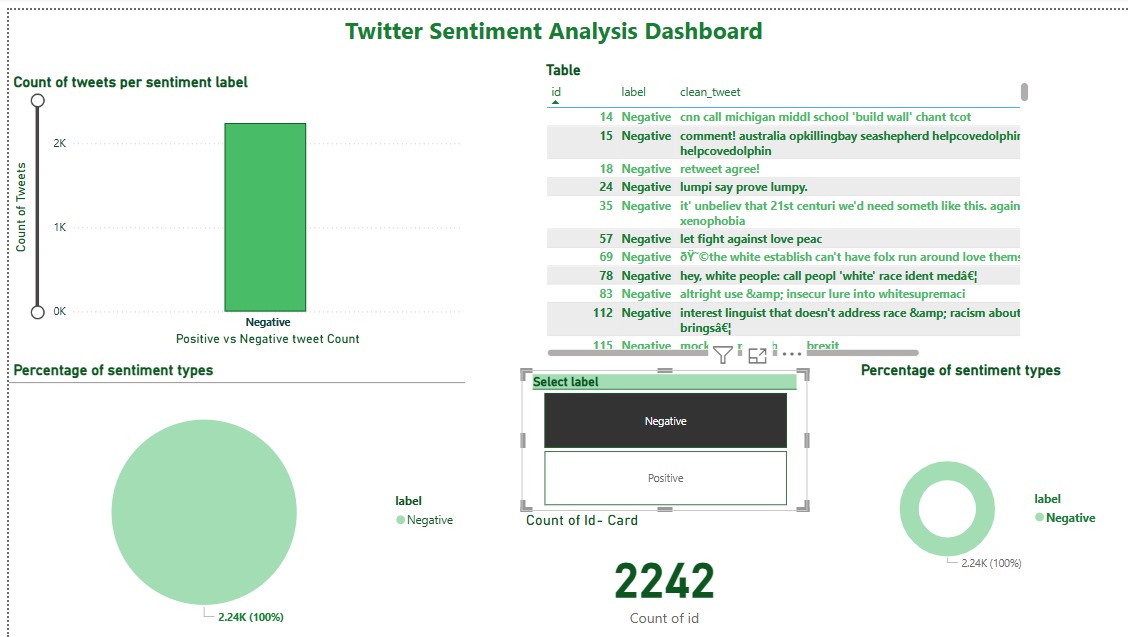 Twitter Sentiment Analysis Dashboard
Count of tweets per sentiment label
2K
1K
0K
Count of Tweets
Negative
Positive vs Negative tweet Count
Table
id label clean_tweet
14 Negative cnn call michigan middl school 'build wall' chant tcot
15 Negative comment! australia opkillingbay seashepherd helpcovedolphin
helpcovedolphin
18 Negative retweet agree!
24 Negative lumpi say prove lumpy.
35 Negative it' unbeliev that 21st centuri we'd need someth like this. again
xenophobia
57 Negative let fight against love peac
69 Negative ðŸ˜©the white establish can't have folx run around love thems
78 Negative hey, white people: call peopl 'white' race ident medâ€¦
83 Negative altright use &amp; insecur lure into whitesupremaci
112 Negative interest linguist that doesn't address race &amp; racism about
bringsâ€¦
115 Negative mock brexit
Percentage of sentiment types
label
Negative
2.24K (100%)
Select label
Negative
Positive
Count of Id- Card
2242
Count of id
Percentage of sentiment types
label
Negative
2.24K (100%)